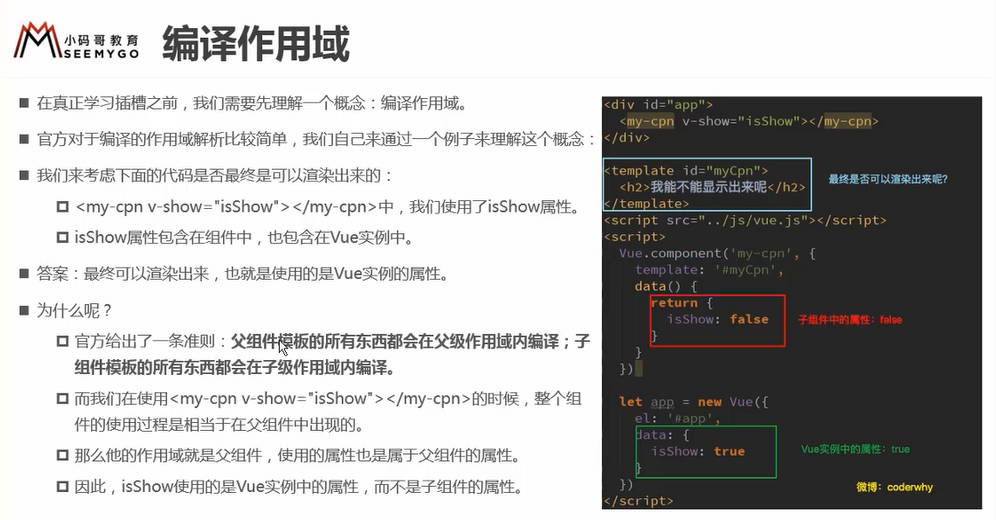 小码哥教育
SEEMYGO
编译作用域
在真正学习插槽之前，我们需要先理解一个概念：编译作用域。
官方对于编译的作用域解析比较简单，我们自己来通过一个例子来理解这个概念：
我们来考虑下面的代码是否最终是可以渲染出来的：
<my-cpn v-show="isShow"></my-cpn>中，我们使用了isShow属性。
isShow属性包含在组件中，也包含在Vue实例中。
答案：最终可以渲染出来，也就是使用的是Vue实例的属性。
为什么呢？
官方给出了一条准则：父组件模板的所有东西都会在父级作用域内编译；子
组件模板的所有东西都会在子级作用域内编译。
而我们在使用<my-cpn v-show="isShow"></my-cpn>的时候，整个组
件的使用过程是相当于在父组件中出现的。
那么他的作用域就是父组件，使用的属性也是属于父组件的属性。
因此，isShow使用的是Vue实例中的属性，而不是子组件的属性。
<div id="app">
<my-cpn v-show="isShow"></my-cpn>
</div>
<template id="myCpn">
<h2>我能不能显示出来呢</h2>
</template>
最终是否可以渲染出来呢?
<script src="../js/vue.js"></script>
<script>
Vue.component('my-cpn', {
template: '#myCpn',
data() {
return {
isShow: false
}
子组件中的属性：false
}
})
let app = new Vue({
el: '#app',
data: {
isShow: true
}
Vue实例中的属性：true
})
</script>
微博：coderwhy